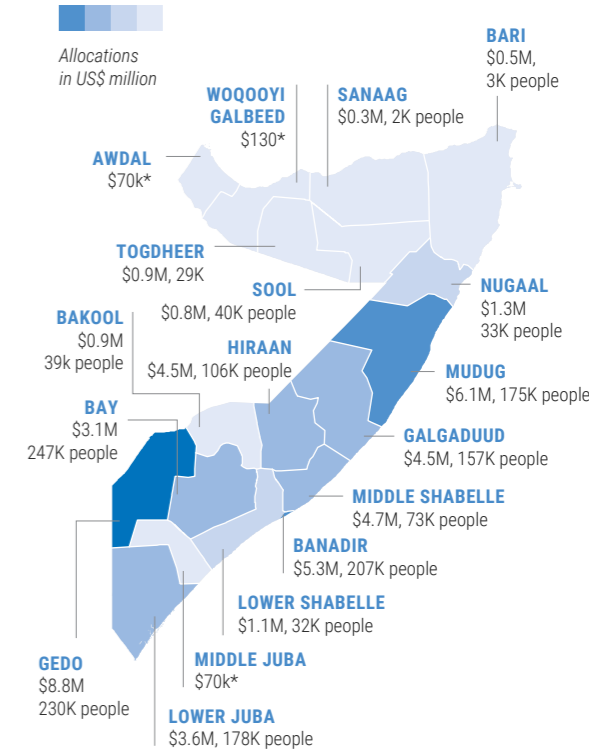 Allocations
in US$ million
BARI
$0.5M,
3K people
WOQOOYI
GALBEED
$130*
SANAAG
$0.3M, 2K people
AWDAL
$70k*
TOGDHEER
$0.9M, 29K
SOOL
$0.8M, 40K people
NUGAAL
$1.3M
33K people
BAKOOL
$0.9M
39k people
HIRAAN
$4.5M, 106K people
MUDUG
$6.1M, 175K people
BAY
$3.1M
247K people
GALGADUUD
$4.5M, 157K people
MIDDLE SHABELLE
$4.7M, 73K people
BANADIR
$5.3M, 207K people
LOWER SHABELLE
$1.1M, 32K people
MIDDLE JUBA
$70k*
GEDO
$8.8M
230K people
LOWER JUBA
$3.6M, 178K people